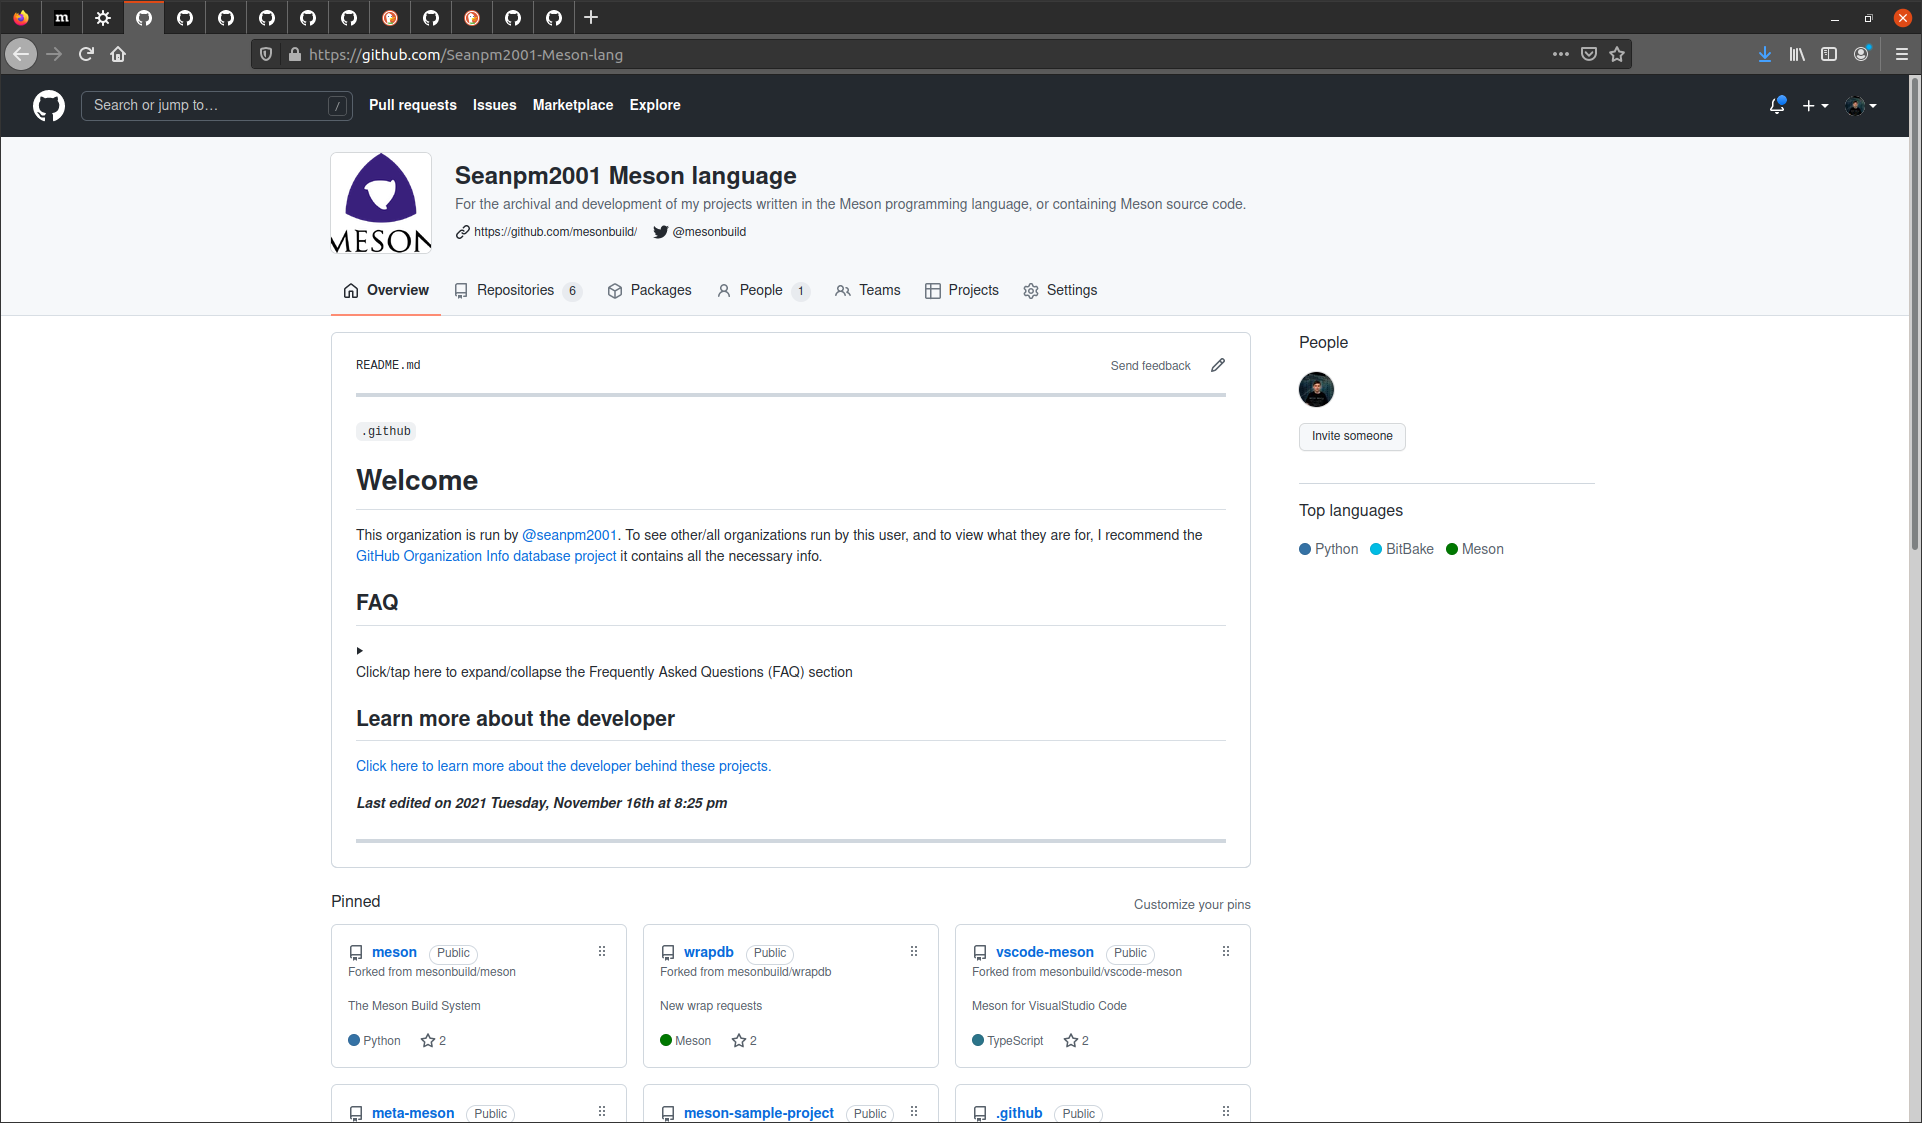 m
https://github.com/Seanpm2001-Meson-lang
Search or jump to…
/
Pull requests
Issues
Marketplace
Explore
MESON
Seanpm2001 Meson language
For the archival and development of my projects written in the Meson programming language, or containing Meson source code.
https://github.com/mesonbuild/
@mesonbuild
Overview
Repositories 6
Packages
People 1
Teams
Projects
Settings
README.md
Send feedback
.github
Welcome
This organization is run by @seanpm2001. To see other/all organizations run by this user, and to view what they are for, I recommend the
GitHub Organization Info database project it contains all the necessary info.
FAQ
Click/tap here to expand/collapse the Frequently Asked Questions (FAQ) section
Learn more about the developer
Click here to learn more about the developer behind these projects.
Last edited on 2021 Tuesday, November 16th at 8:25 pm
People
Invite someone
Top languages
Python BitBake Meson
Pinned
Customize your pins
meson Public
Forked from mesonbuild/meson
The Meson Build System
Python 2
wrapdb Public
Forked from mesonbuild/wrapdb
New wrap requests
Meson 2
vscode-meson Public
Forked from mesonbuild/vscode-meson
Meson for VisualStudio Code
TypeScript 2
meta-meson Public
meson-sample-project Public
.github Public